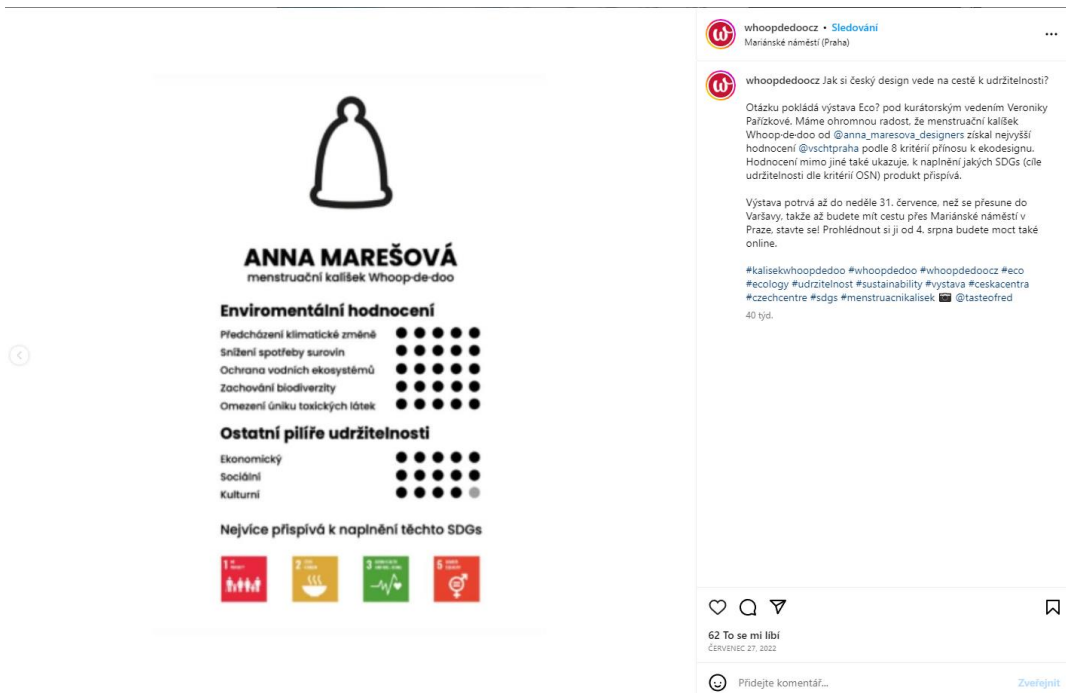 ANNA MAREŠOVÁ
menstruační kalíšek Whoop·de·doo
Enviromentální hodnocení
Předcházení klimatické změně
Snížení spotřeby surovin
Ochrana vodních ekosystémů
Zachování biodiverzity
Omezení úniku toxických látek
Ostatní pilíře udržitelnosti
Ekonomický
Sociální
Kulturní
Nejvíce přispívá k naplnění těchto SDGs
1
2
3
5
whoopdedoocz • Sledování
Mariánské náměstí (Praha)
whoopdedoocz Jak si český design vede na cestě k udržitelnosti?
Otázku pokládá výstava Eco? pod kurátorským vedením Veroniky
Pařízkové. Máme ohromnou radost, že menstruační kalíšek
Whoop·de·doo od @anna_maresova_designers získal nejvyšší
hodnocení @vschtpraha podle 8 kritérií přínosu k ekodesignu.
Hodnocení mimo jiné také ukazuje, k naplnění jakých SDGs (cíle
udržitelnosti dle kritérií OSN) produkt přispívá.
Výstava potrvá až do neděle 31. července, než se přesune do
Varšavy, takže až budete mít cestu přes Mariánské náměstí v
Praze, stavte se! Prohlédnout si ji od 4. srpna budete moct také
online.
#kalisekwhoopdedoo #whoopdedoo #whoopdedoocz #eco
#ecology #udrzitelnost #sustainability #vystava #ceskacentra
#czechcentre #sdgs #menstruacnikalisek 📷 @tasteofred
40 týd.
62 To se mi líbí
ČERVENEC 27, 2022
Přidejte komentář...
Zveřejnit